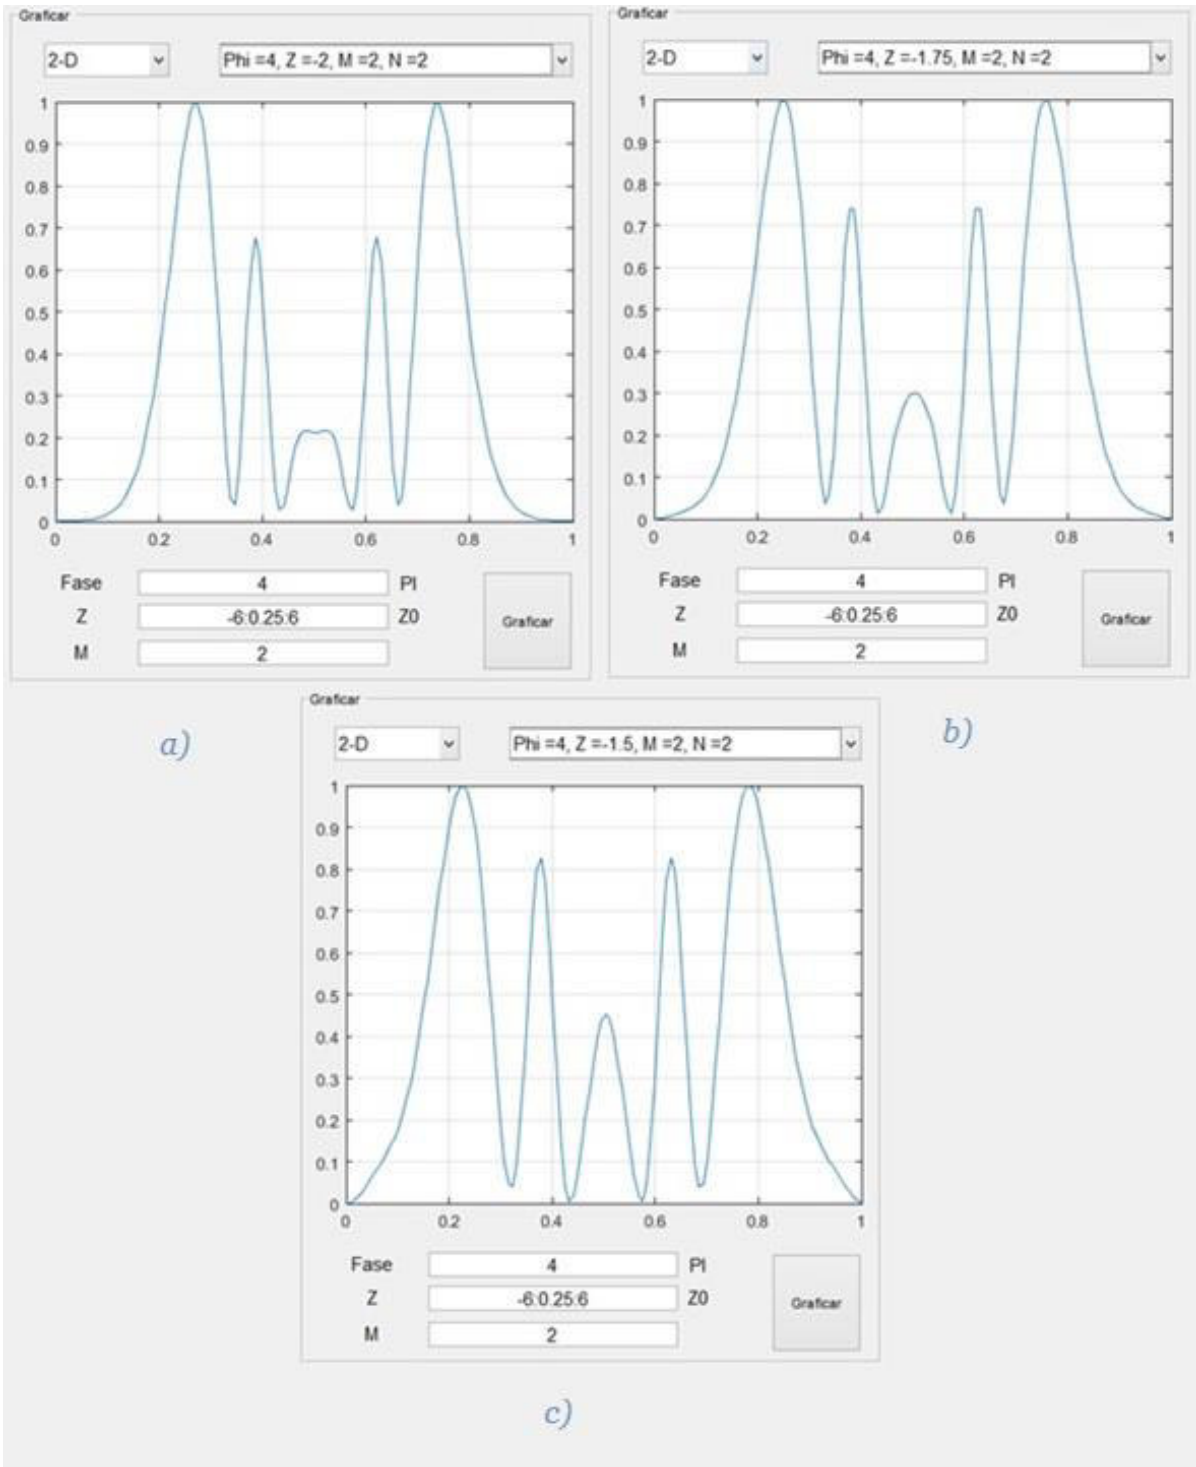 Graficar
2-D
Phi =4, Z =-2, M =2, N =2
1
0.9
0.8
0.7
0.6
0.5
0.4
0.3
0.2
0.1
0
0 0.2 0.4 0.6 0.8 1
Fase 4 PI
Z -6:0.25:6 Z0
M 2
Graficar
a)
Graficar
2-D
Phi =4, Z =-1.75, M =2, N =2
1
0.9
0.8
0.7
0.6
0.5
0.4
0.3
0.2
0.1
0
0 0.2 0.4 0.6 0.8 1
Fase 4 PI
Z -6:0.25:6 Z0
M 2
Graficar
b)
Graficar
2-D
Phi =4, Z =-1.5, M =2, N =2
1
0.9
0.8
0.7
0.6
0.5
0.4
0.3
0.2
0.1
0
0 0.2 0.4 0.6 0.8 1
Fase 4 PI
Z -6:0.25:6 Z0
M 2
Graficar
c)